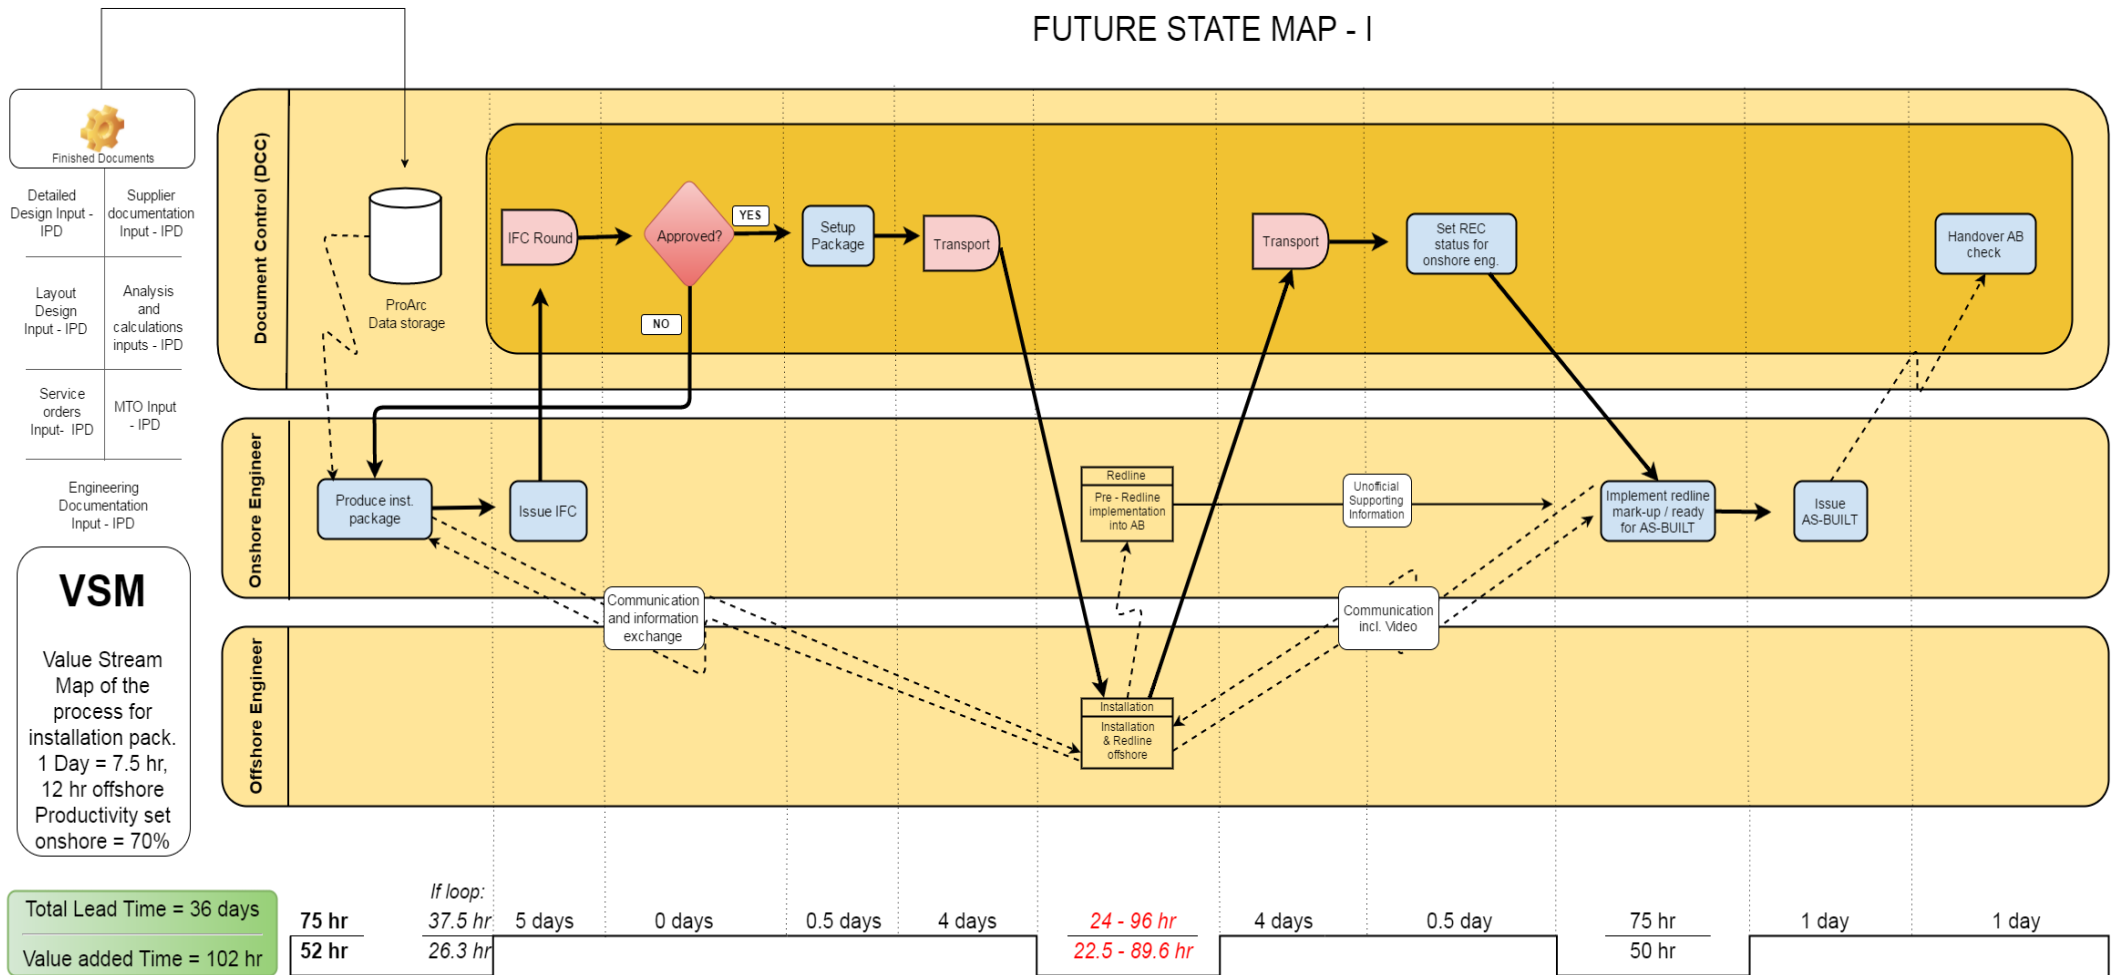 FUTURE STATE MAP - I
Finished Documents
Detailed
Design Input -
IPD
Supplier
documentation
Input - IPD
Layout
Design
Input - IPD
Analysis
and
calculations
inputs - IPD
Service
orders
Input- IPD
MTO Input
- IPD
Engineering
Documentation
Input - IPD
VSM
Value Stream
Map of the
process for
installation pack.
1 Day = 7.5 hr,
12 hr offshore
Productivity set
onshore = 70%
Document Control (DCC)
ProArc
Data storage
IFC Round
Approved?
YES
NO
Setup
Package
Transport
Transport
Set REC
status for
onshore eng.
Handover AB
check
Onshore Engineer
Produce inst.
package
Issue IFC
Redline
Pre - Redline
implementation
into AB
Unofficial
Supporting
Information
Implement redline
mark-up / ready
for AS-BUILT
Issue
AS-BUILT
Communication
and information
exchange
Communication
incl. Video
Offshore Engineer
Installation
Installation
& Redline
offshore
Total Lead Time = 36 days
Value added Time = 102 hr
If loop:
75 hr
37.5 hr
5 days
0 days
0.5 days
4 days
24 - 96 hr
4 days
0.5 day
75 hr
1 day
1 day
52 hr
26.3 hr
22.5 - 89.6 hr
50 hr